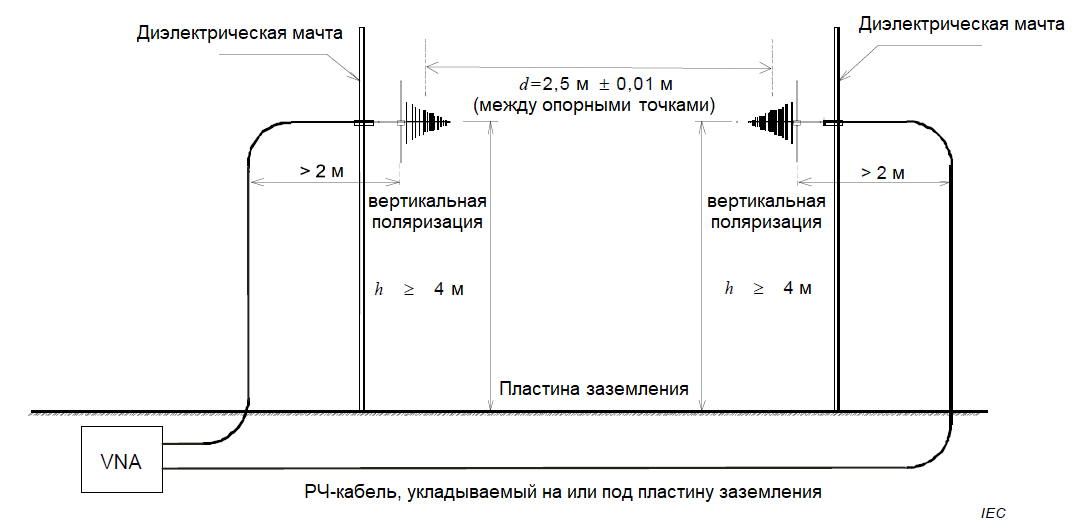 Диэлектрическая мачта
Диэлектрическая мачта
d=2,5 м ± 0,01 м
(между опорными точками)
> 2 м
> 2 м
вертикальная
поляризация
вертикальная
поляризация
h ≥ 4 м
h ≥ 4 м
Пластина заземления
VNA
РЧ-кабель, укладываемый на или под пластину заземления
IEC